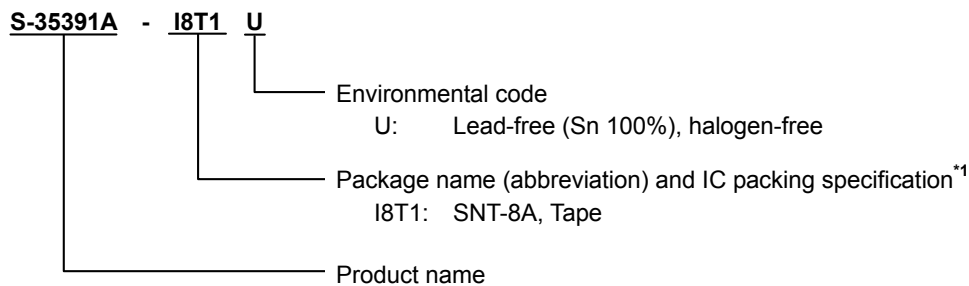 S-35391A - I8T1 U
Environmental code
U: Lead-free (Sn 100%), halogen-free
Package name (abbreviation) and IC packing specification*1
I8T1: SNT-8A, Tape
Product name